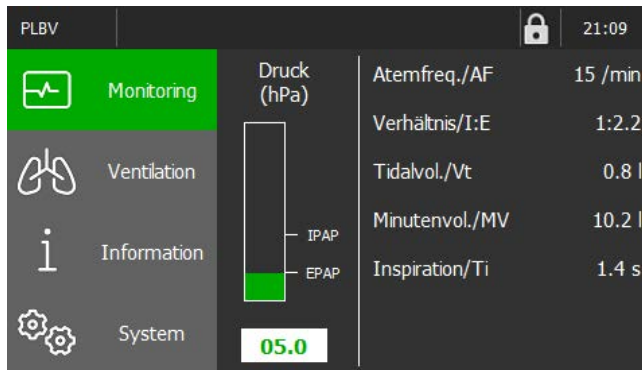 PLBV
21:09
Monitoring
Ventilation
Information
System
Druck
(hPa)
IPAP
EPAP
05.0
Atemfreq./AF 15 /min
Verhältnis/I:E 1:2.2
Tidalvol./Vt 0.8 l
Minutenvol./MV 10.2 l
Inspiration/Ti 1.4 s